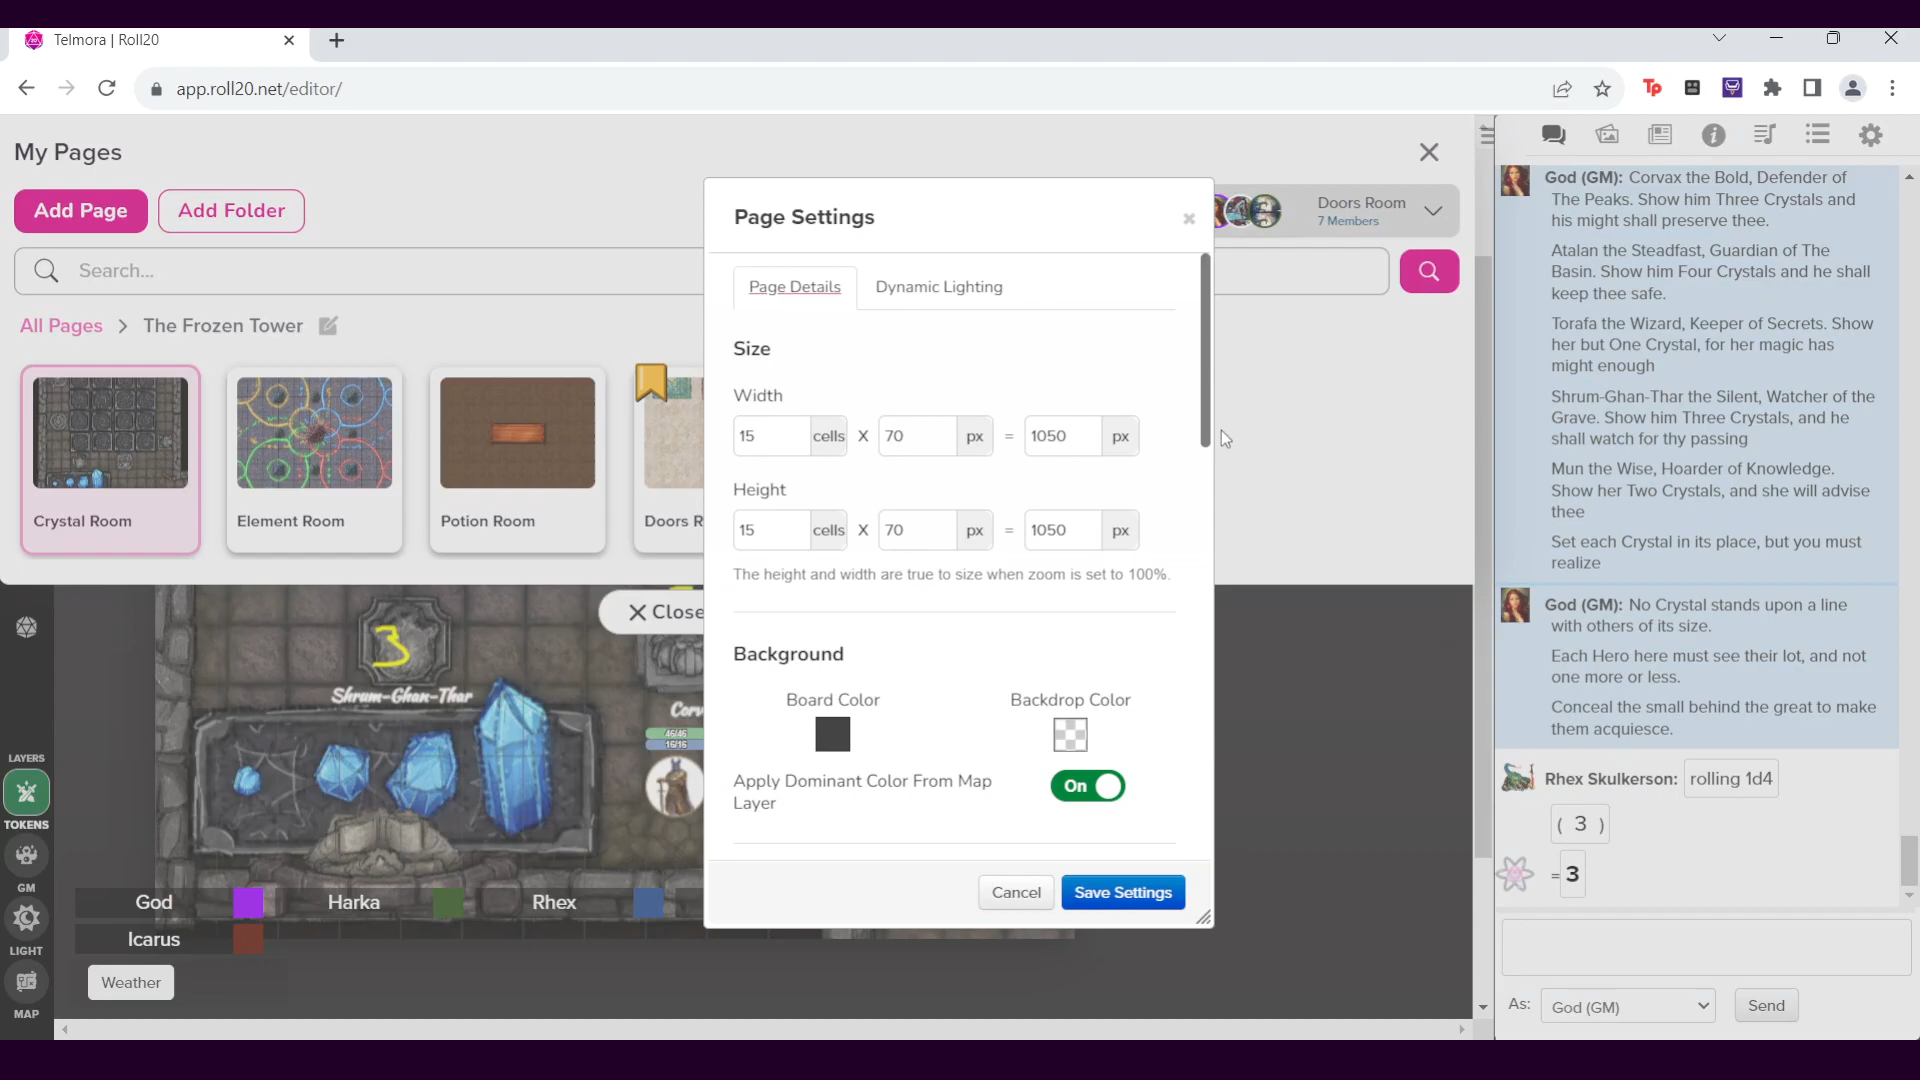 Telmora | Roll20
app.roll20.net/editor/
Tp
My Pages
Add Page
Add Folder
Doors Room
7 Members
Search...
All Pages > The Frozen Tower
Crystal Room
Element Room
Potion Room
Doors R
Page Settings
Page Details
Dynamic Lighting
Size
Width
15 cells X 70 px = 1050 px
Height
15 cells X 70 px = 1050 px
The height and width are true to size when zoom is set to 100%.
Background
Board Color
Backdrop Color
Apply Dominant Color From Map
Layer
On
Cancel
Save Settings
Close
3
Shrum-Ghan-Thar
Corv
46/46
16/16
LAYERS
TOKENS
GM
LIGHT
MAP
God
Harka
Rhex
Icarus
Weather
God (GM): Corvax the Bold, Defender of
The Peaks. Show him Three Crystals and
his might shall preserve thee.
Atalan the Steadfast, Guardian of The
Basin. Show him Four Crystals and he shall
keep thee safe.
Torafa the Wizard, Keeper of Secrets. Show
her but One Crystal, for her magic has
might enough
Shrum-Ghan-Thar the Silent, Watcher of the
Grave. Show him Three Crystals, and he
shall watch for thy passing
Mun the Wise, Hoarder of Knowledge.
Show her Two Crystals, and she will advise
thee
Set each Crystal in its place, but you must
realize
God (GM): No Crystal stands upon a line
with others of its size.
Each Hero here must see their lot, and not
one more or less.
Conceal the small behind the great to make
them acquiesce.
Rhex Skulkerson: rolling 1d4
( 3 )
=3
As: God (GM)
Send